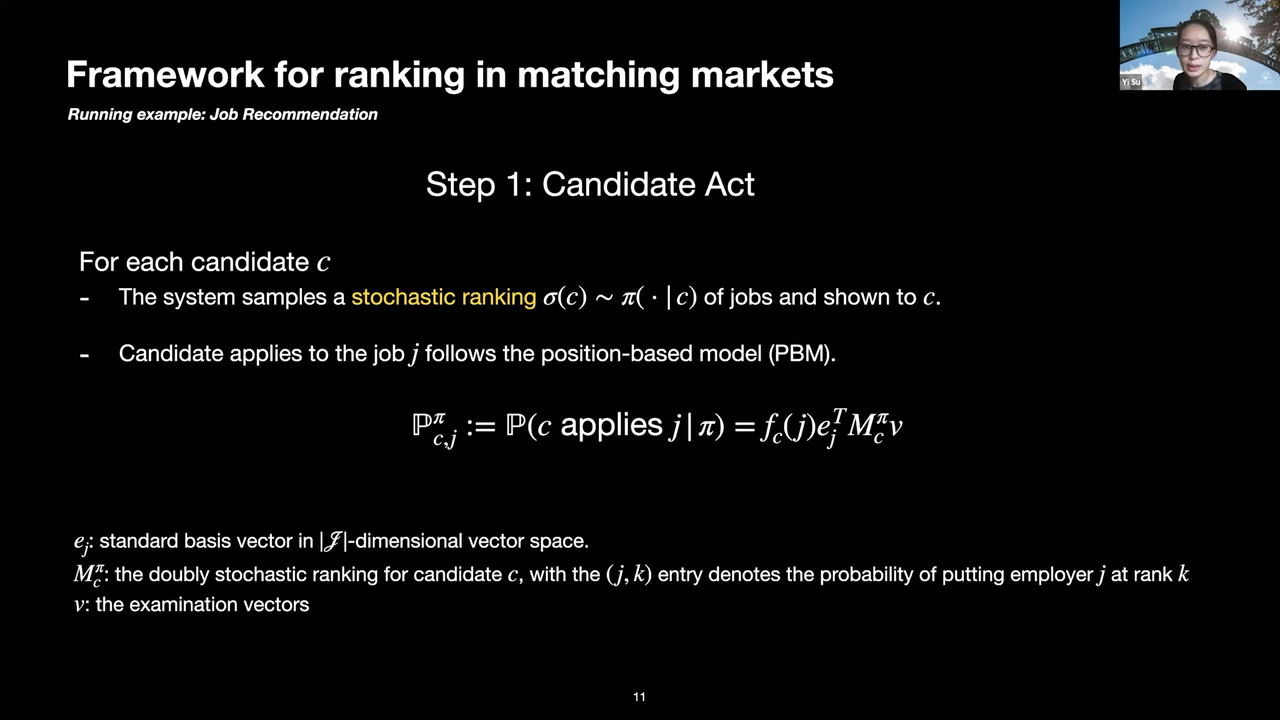 Framework for ranking in matching markets
Yi Su
Running example: Job Recommendation
Step 1: Candidate Act
For each candidate c
- The system samples a stochastic ranking σ(c) ∼ π( · | c) of jobs and shown to c.
- Candidate applies to the job j follows the position-based model (PBM).
ℙ^π_{c,j} := ℙ(c applies j | π) = f_c(j)e_j^T M_c^π v
e_j: standard basis vector in |𝒥|-dimensional vector space.
M_c^π: the doubly stochastic ranking for candidate c, with the (j, k) entry denotes the probability of putting employer j at rank k
v: the examination vectors
11